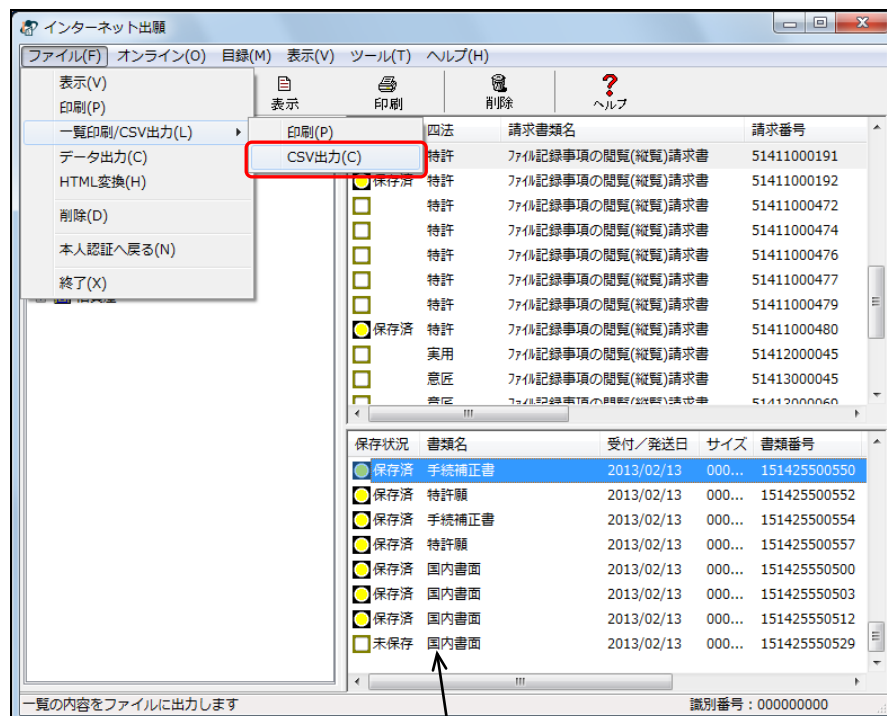 インターネット出願
ファイル(F) オンライン(O) 目録(M) 表示(V) ツール(T) ヘルプ(H)
表示 印刷 削除 ヘルプ
表示(V)
印刷(P)
一覧印刷/CSV出力(L)
データ出力(C)
HTML変換(H)
削除(D)
本人認証へ戻る(N)
終了(X)
印刷(P)
CSV出力(C)
四法 請求書類名 請求番号
特許 ファイル記録事項の閲覧(縦覧)請求書 51411000191
保存済 特許 ファイル記録事項の閲覧(縦覧)請求書 51411000192
特許 ファイル記録事項の閲覧(縦覧)請求書 51411000472
特許 ファイル記録事項の閲覧(縦覧)請求書 51411000474
特許 ファイル記録事項の閲覧(縦覧)請求書 51411000476
特許 ファイル記録事項の閲覧(縦覧)請求書 51411000477
特許 ファイル記録事項の閲覧(縦覧)請求書 51411000479
保存済 特許 ファイル記録事項の閲覧(縦覧)請求書 51411000480
実用 ファイル記録事項の閲覧(縦覧)請求書 51412000045
意匠 ファイル記録事項の閲覧(縦覧)請求書 51413000045
意匠 ファイル記録事項の閲覧(縦覧)請求書 51413000060
保存状況 書類名 受付/発送日 サイズ 書類番号
保存済 手続補正書 2013/02/13 000... 151425500550
保存済 特許願 2013/02/13 000... 151425500552
保存済 手続補正書 2013/02/13 000... 151425500554
保存済 特許願 2013/02/13 000... 151425500557
保存済 国内書面 2013/02/13 000... 151425550500
保存済 国内書面 2013/02/13 000... 151425550503
保存済 国内書面 2013/02/13 000... 151425550512
未保存 国内書面 2013/02/13 000... 151425550529
一覧の内容をファイルに出力します 識別番号：000000000